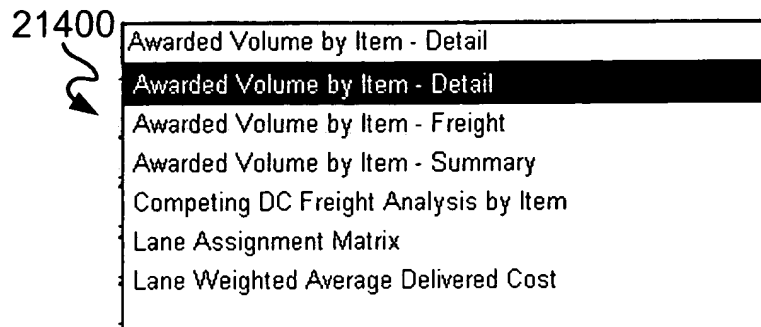 21400
Awarded Volume by Item - Detail
Awarded Volume by Item - Detail
Awarded Volume by Item - Freight
Awarded Volume by Item - Summary
Competing DC Freight Analysis by Item
Lane Assignment Matrix
Lane Weighted Average Delivered Cost